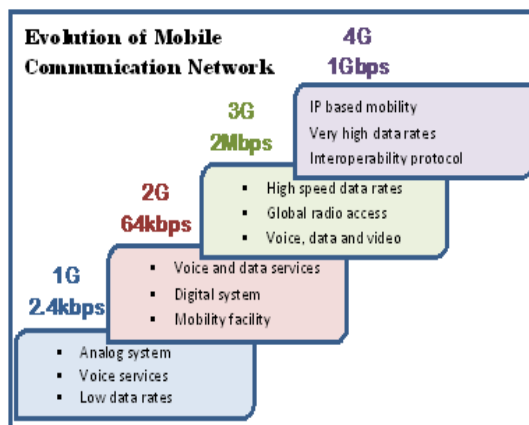 Evolution of Mobile
Communication Network
4G
1Gbps
IP based mobility
Very high data rates
Interoperability protocol
3G
2Mbps
▪ High speed data rates
▪ Global radio access
▪ Voice, data and video
2G
64kbps
▪ Voice and data services
▪ Digital system
▪ Mobility facility
1G
2.4kbps
▪ Analog system
▪ Voice services
▪ Low data rates